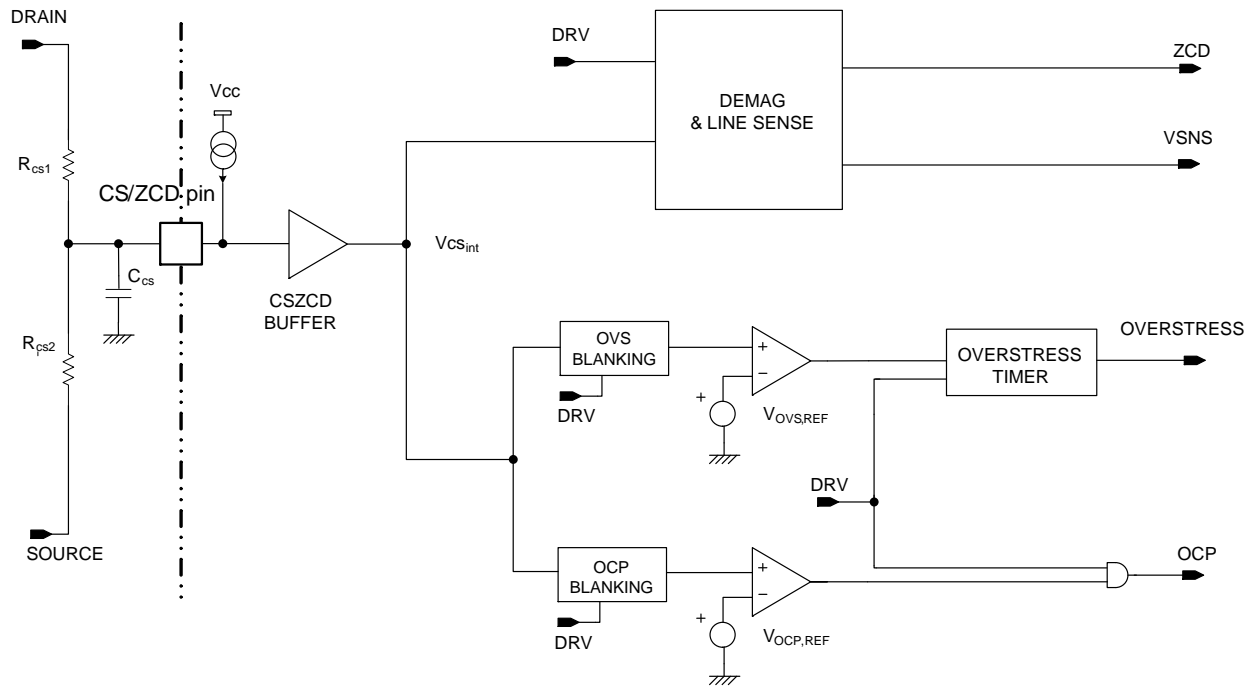 DRAIN
DRV
ZCD
Vcc
DEMAG
& LINE SENSE
VSNS
Rcs1
CS/ZCD pin
Ccs
Vcsint
CSZCD
BUFFER
OVS
BLANKING
+
−
OVERSTRESS
OVERSTRESS
TIMER
Rcs2
DRV
+
VOVS,REF
DRV
SOURCE
OCP
BLANKING
+
−
OCP
DRV
+
VOCP,REF